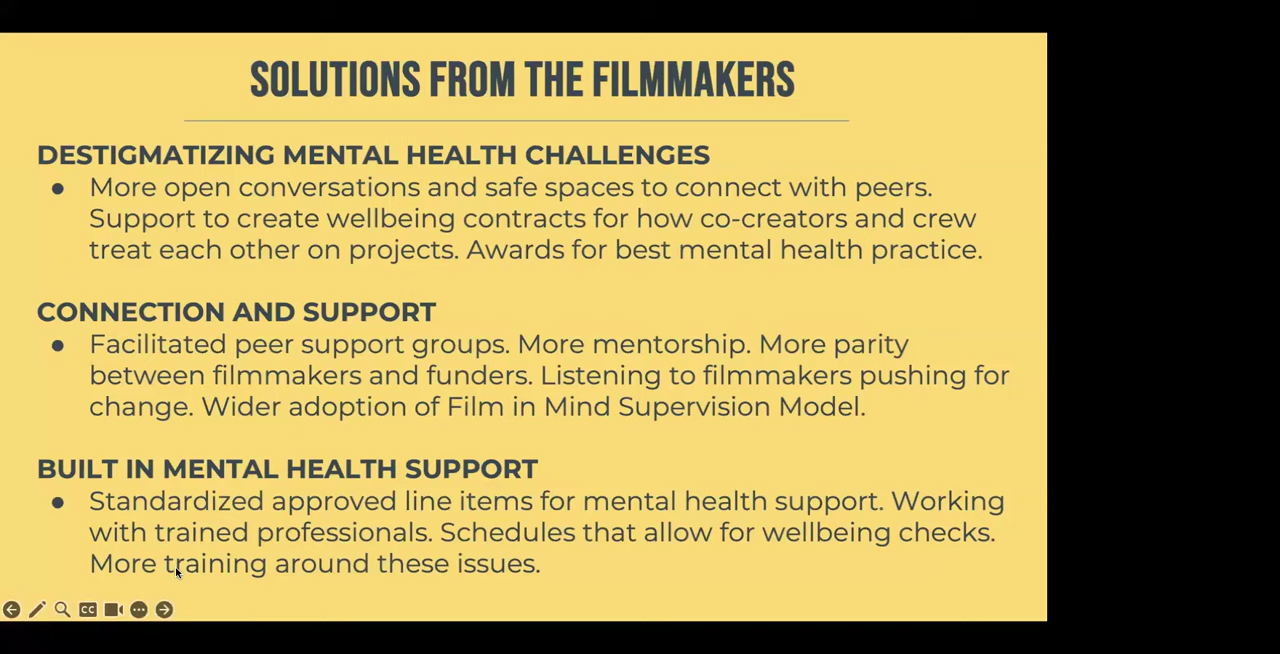 SOLUTIONS FROM THE FILMMAKERS
DESTIGMATIZING MENTAL HEALTH CHALLENGES
● More open conversations and safe spaces to connect with peers.
Support to create wellbeing contracts for how co-creators and crew
treat each other on projects. Awards for best mental health practice.
CONNECTION AND SUPPORT
● Facilitated peer support groups. More mentorship. More parity
between filmmakers and funders. Listening to filmmakers pushing for
change. Wider adoption of Film in Mind Supervision Model.
BUILT IN MENTAL HEALTH SUPPORT
● Standardized approved line items for mental health support. Working
with trained professionals. Schedules that allow for wellbeing checks.
More training around these issues.
CC